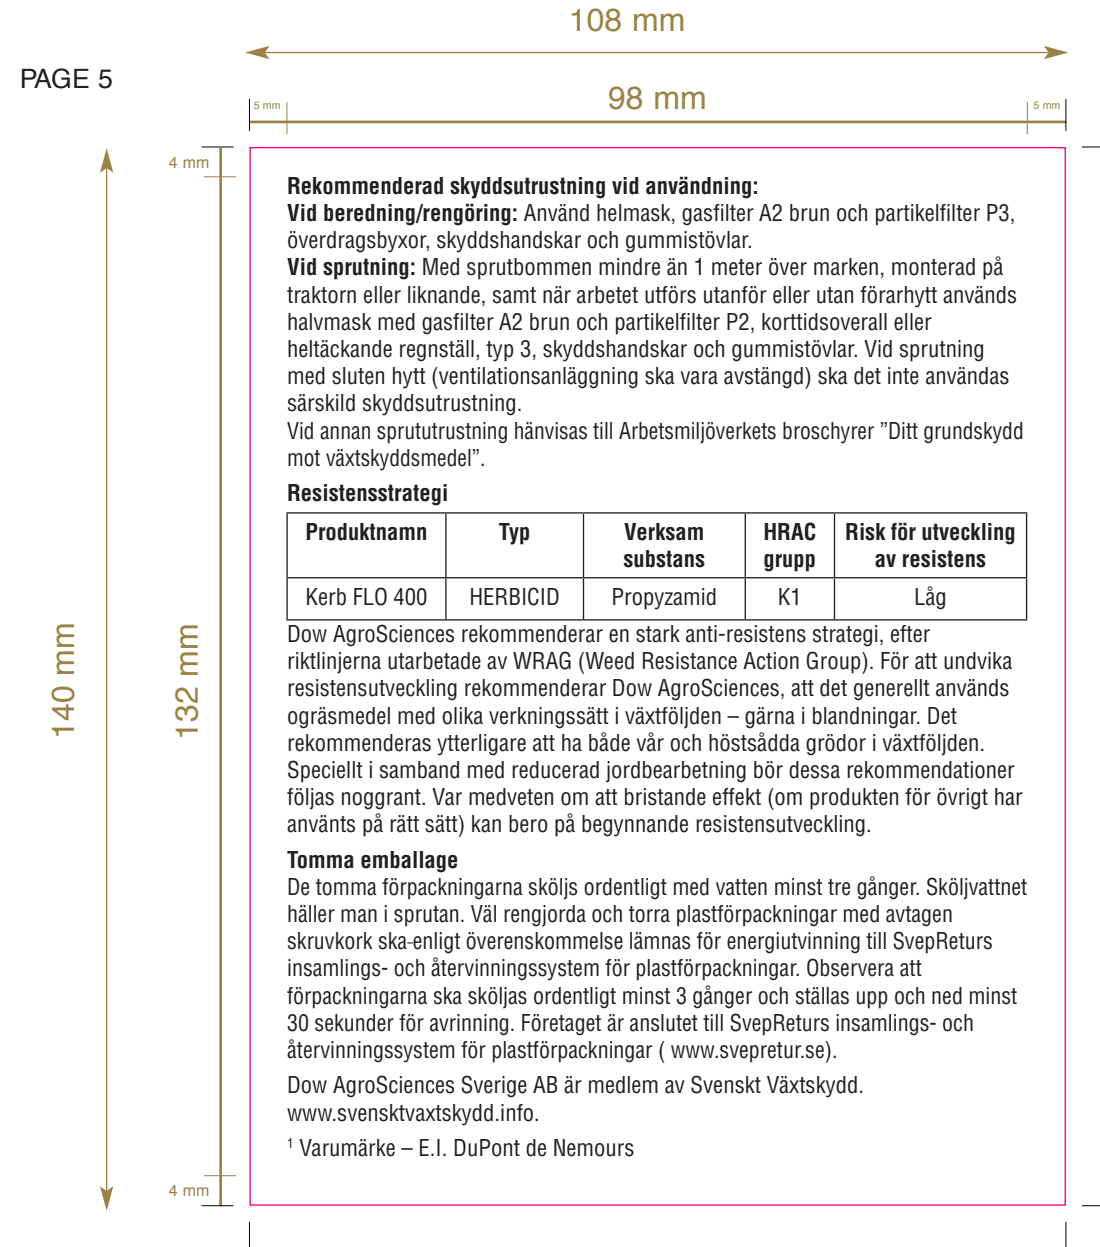 108 mm
PAGE 5
98 mm
5 mm
5 mm
4 mm
Rekommenderad skyddsutrustning vid användning:
Vid beredning/rengöring: Använd helmask, gasfilter A2 brun och partikelfilter P3,
överdragsbyxor, skyddshandskar och gummistövlar.
Vid sprutning: Med sprutbommen mindre än 1 meter över marken, monterad på
traktorn eller liknande, samt när arbetet utförs utanför eller utan förarhytt används
halvmask med gasfilter A2 brun och partikelfilter P2, korttidsoverall eller
heltäckande regnställ, typ 3, skyddshandskar och gummistövlar. Vid sprutning
med sluten hytt (ventilationsanläggning ska vara avstängd) ska det inte användas
särskild skyddsutrustning.
Vid annan sprututrustning hänvisas till Arbetsmiljöverkets broschyrer ”Ditt grundskydd
mot växtskyddsmedel”.
Resistensstrategi
Produktnamn Typ Verksam substans HRAC grupp Risk för utveckling av resistens
Kerb FLO 400 HERBICID Propyzamid K1 Låg
Dow AgroSciences rekommenderar en stark anti-resistens strategi, efter
riktlinjerna utarbetade av WRAG (Weed Resistance Action Group). För att undvika
resistensutveckling rekommenderar Dow AgroSciences, att det generellt används
ogräsmedel med olika verkningssätt i växtföljden – gärna i blandningar. Det
rekommenderas ytterligare att ha både vår och höstsådda grödor i växtföljden.
Speciellt i samband med reducerad jordbearbetning bör dessa rekommendationer
följas noggrant. Var medveten om att bristande effekt (om produkten för övrigt har
använts på rätt sätt) kan bero på begynnande resistensutveckling.
Tomma emballage
De tomma förpackningarna sköljs ordentligt med vatten minst tre gånger. Sköljvattnet
häller man i sprutan. Väl rengjorda och torra plastförpackningar med avtagen
skruvkork ska-enligt överenskommelse lämnas för energiutvinning till SvepReturs
insamlings- och återvinningssystem för plastförpackningar. Observera att
förpackningarna ska sköljas ordentligt minst 3 gånger och ställas upp och ned minst
30 sekunder för avrinning. Företaget är anslutet till SvepReturs insamlings- och
återvinningssystem för plastförpackningar ( www.svepretur.se).
Dow AgroSciences Sverige AB är medlem av Svenskt Växtskydd.
www.svensktvaxtskydd.info.
1 Varumärke – E.I. DuPont de Nemours
140 mm
132 mm
4 mm